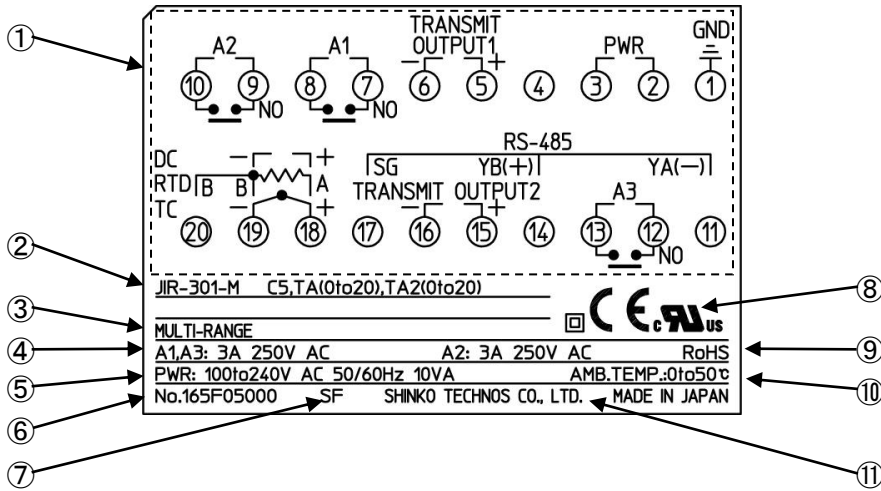 ①
A2 A1 TRANSMIT OUTPUT1 PWR GND
− +
⑩ ⑨ ⑧ ⑦ ⑥ ⑤ ④ ③ ② ①
NO NO
RS-485
DC − + SG YB(+) YA(−)
RTD B B A TRANSMIT OUTPUT2 A3
TC − + − +
⑳ ⑲ ⑱ ⑰ ⑯ ⑮ ⑭ ⑬ ⑫ ⑪
NO
②
JIR-301-M C5,TA(0to20),TA2(0to20)
CE c RU US
⑧
③
MULTI-RANGE
④
A1,A3: 3A 250V AC A2: 3A 250V AC RoHS
⑨
⑤
PWR: 100to240V AC 50/60Hz 10VA AMB.TEMP.:0to50℃
⑩
⑥
No.165F05000 SF SHINKO TECHNOS CO., LTD. MADE IN JAPAN
⑦
⑪